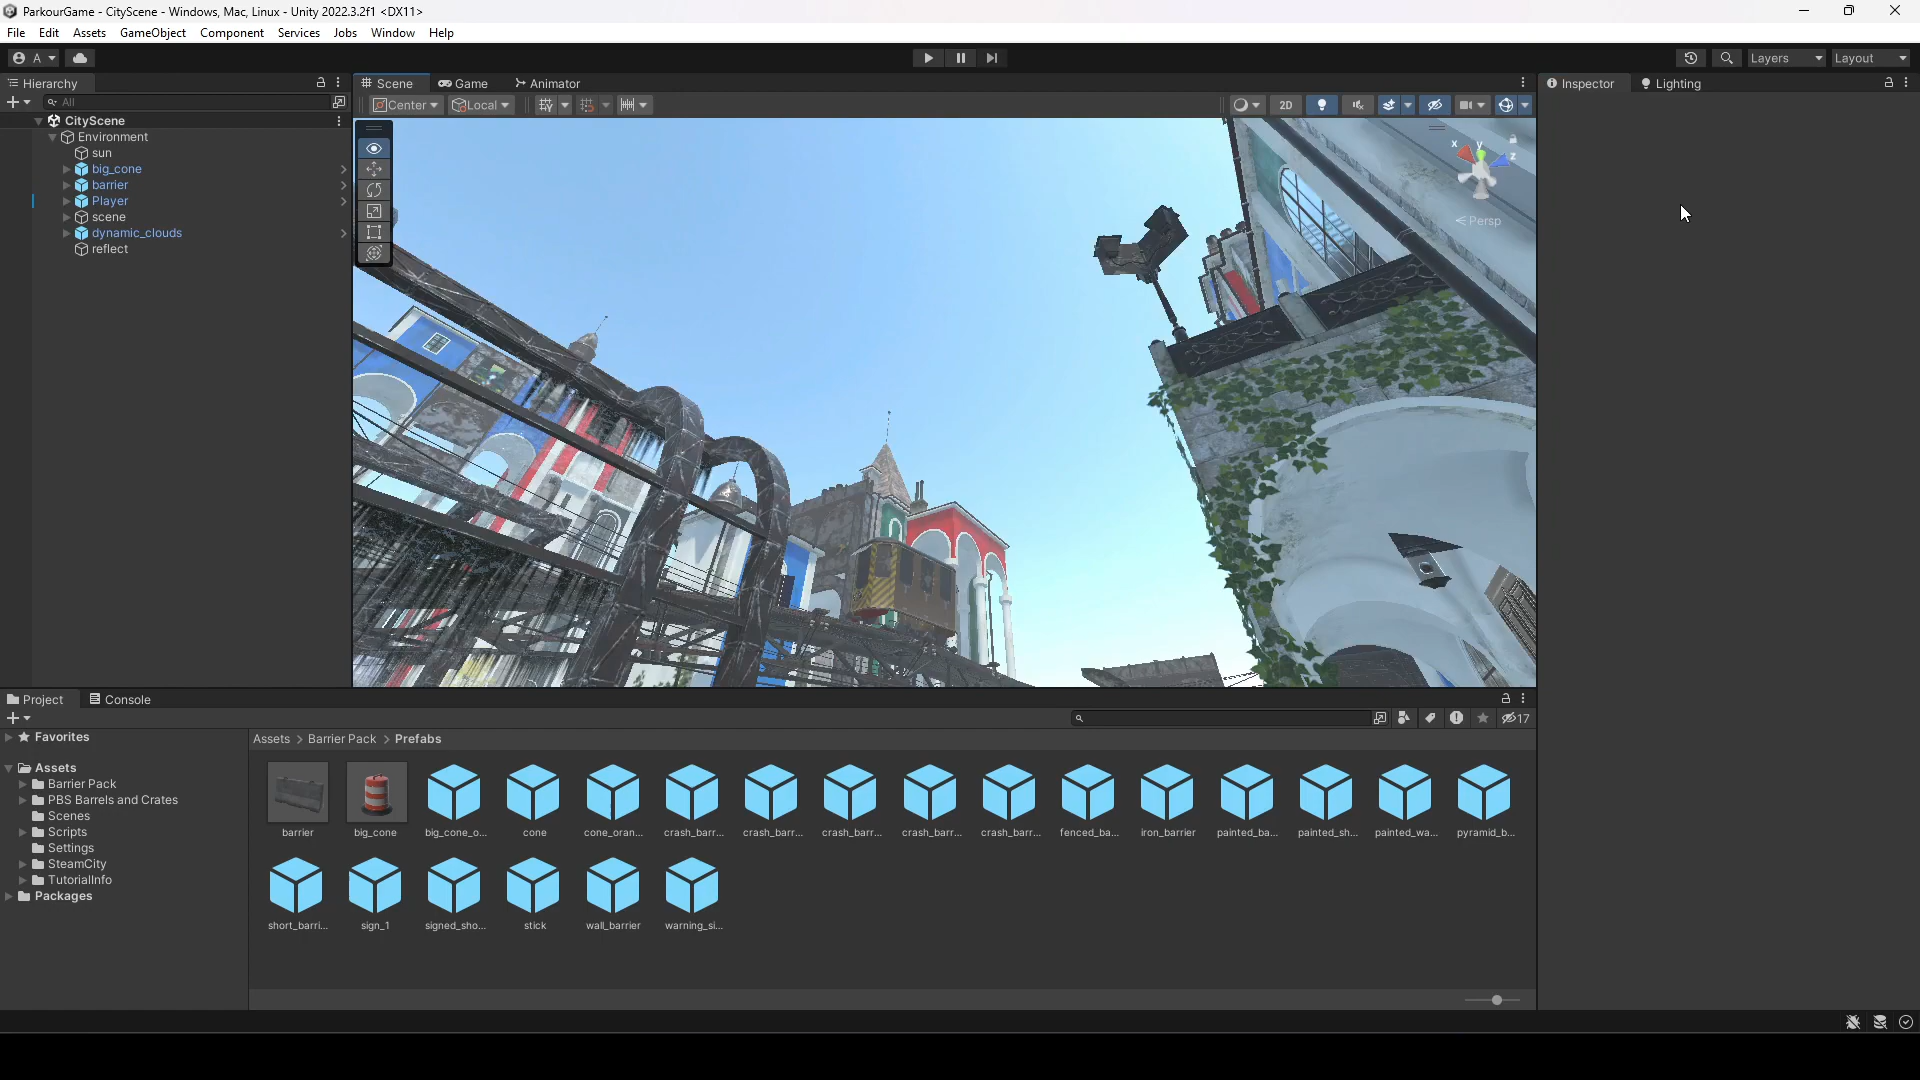 ParkourGame - CityScene - Windows, Mac, Linux - Unity 2022.3.2f1 <DX11>
File Edit Assets GameObject Component Services Jobs Window Help
A Layers Layout
Hierarchy Scene Game Animator Inspector Lighting
All Center Local 2D
CityScene
Environment
sun
big_cone
barrier
Player
scene
dynamic_clouds
reflect
x y z
Persp
Project Console
17
Favorites
Assets > Barrier Pack > Prefabs
Assets
Barrier Pack
PBS Barrels and Crates
Scenes
Scripts
Settings
SteamCity
TutorialInfo
Packages
barrier big_cone big_cone_o... cone cone_oran... crash_barr... crash_barr... crash_barr... crash_barr... crash_barr... fenced_ba... iron_barrier painted_ba... painted_sh... painted_wa... pyramid_b...
short_barri... sign_1 signed_sho... stick wall_barrier warning_si...